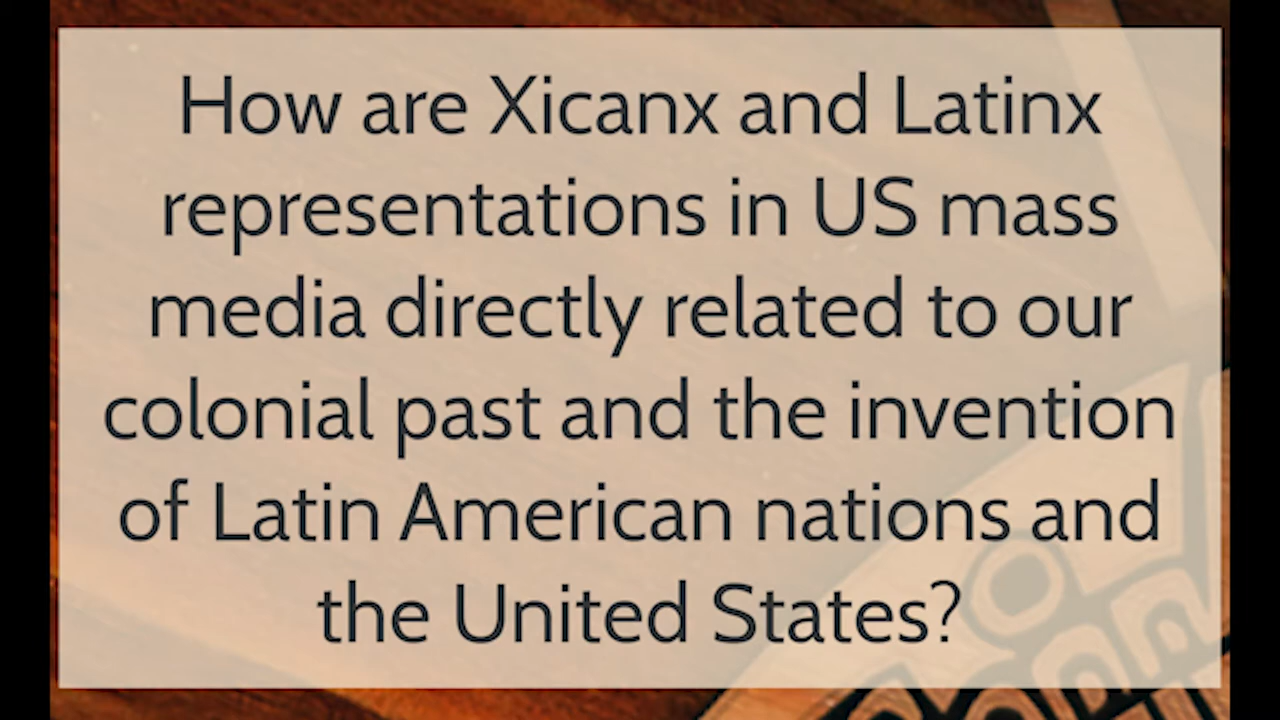 How are Xicanx and Latinx
representations in US mass
media directly related to our
colonial past and the invention
of Latin American nations and
the United States?